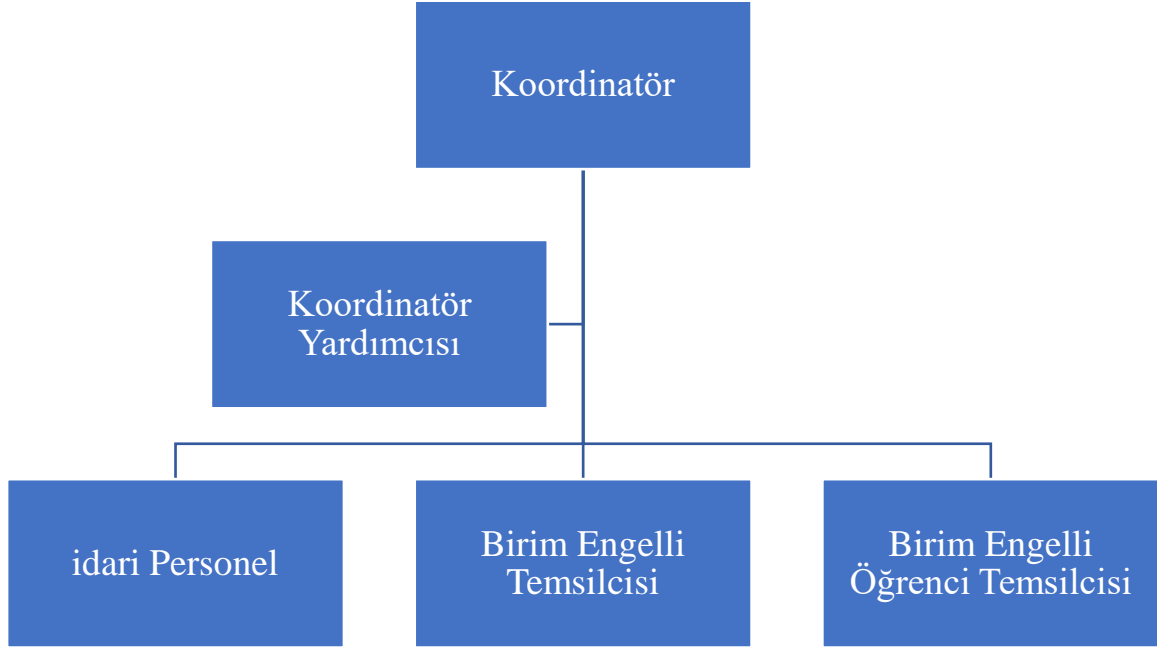 Koordinatör
Koordinatör
Yardımcısı
idari Personel
Birim Engelli
Temsilcisi
Birim Engelli
Öğrenci Temsilcisi